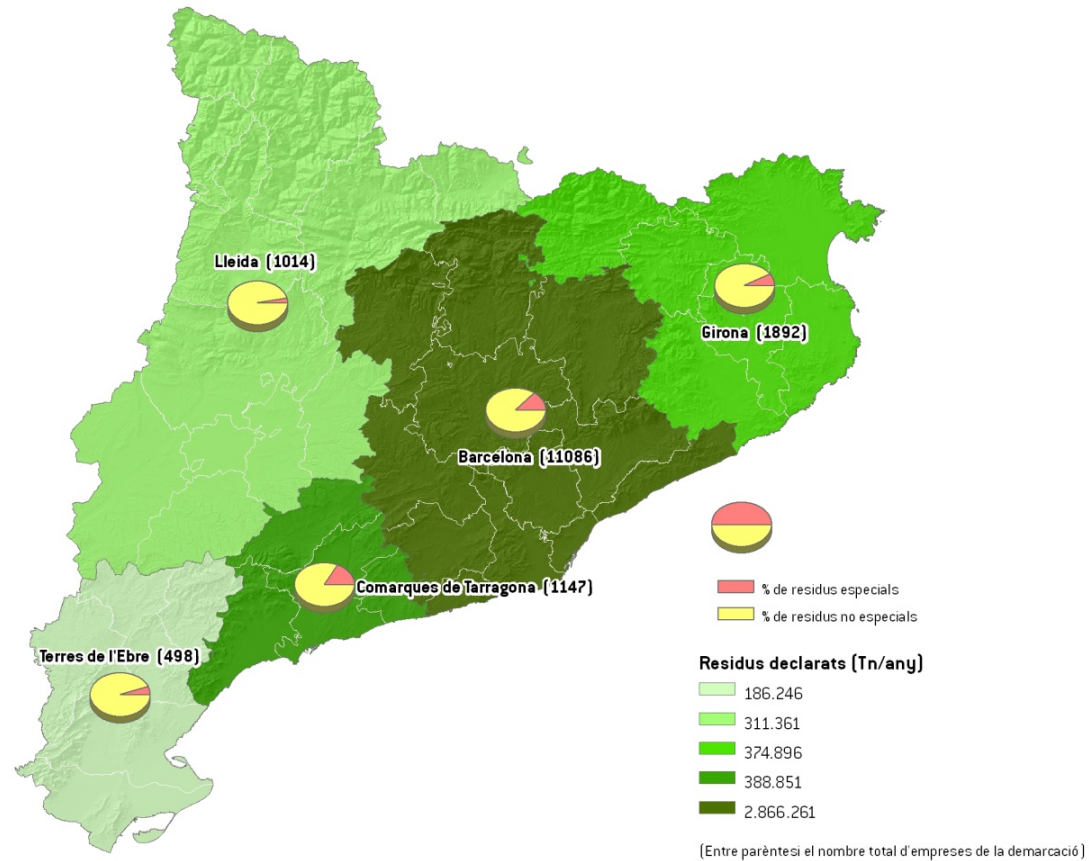 Lleida (1014)
Girona (1892)
Barcelona (11086)
Comarques de Tarragona (1147)
Terres de l'Ebre (498)
% de residus especials
% de residus no especials
Residus declarats (Tn/any)
186.246
311.361
374.896
388.851
2.866.261
(Entre parèntesi el nombre total d'empreses de la demarcació)